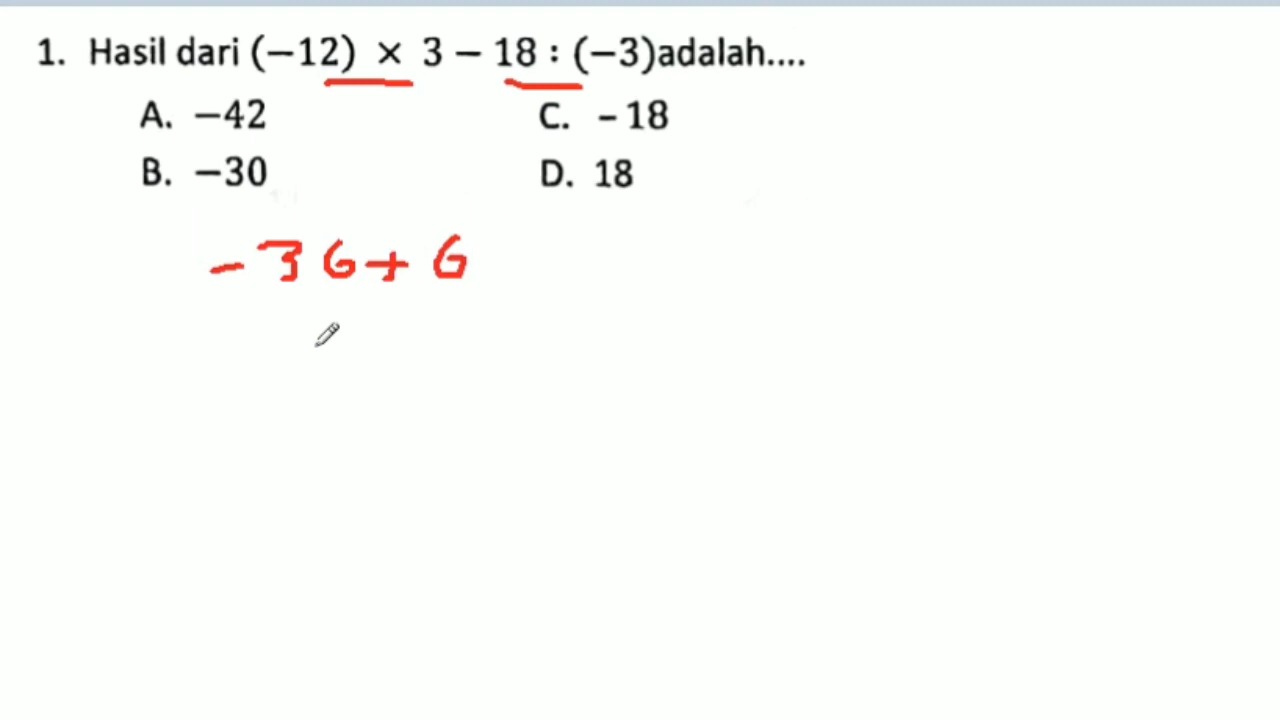 1. Hasil dari (−12) × 3 − 18 : (−3)adalah....
A. −42
C. −18
B. −30
D. 18
−36+6